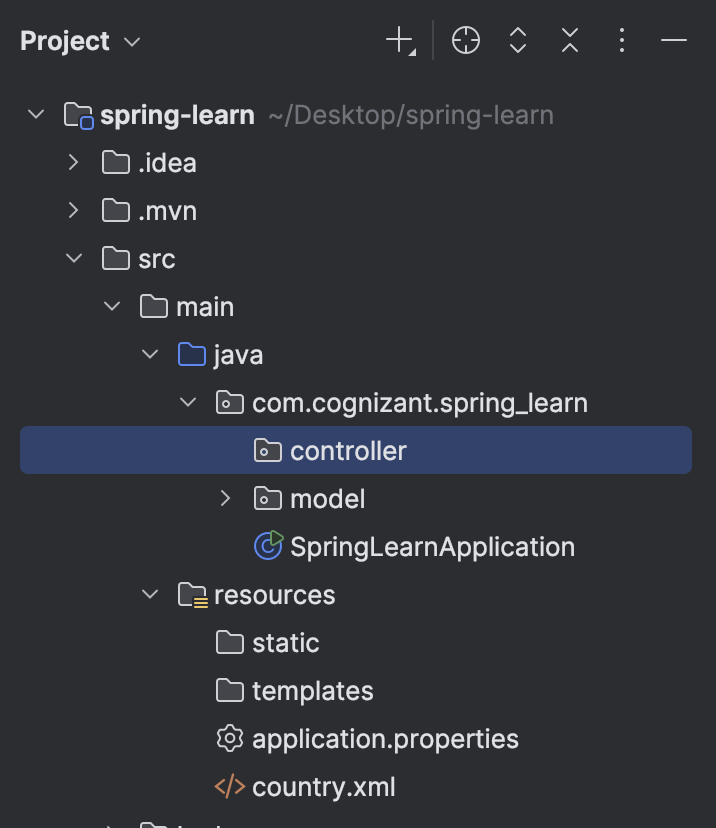 Project
spring-learn ~/Desktop/spring-learn
.idea
.mvn
src
main
java
com.cognizant.spring_learn
controller
model
SpringLearnApplication
resources
static
templates
application.properties
country.xml